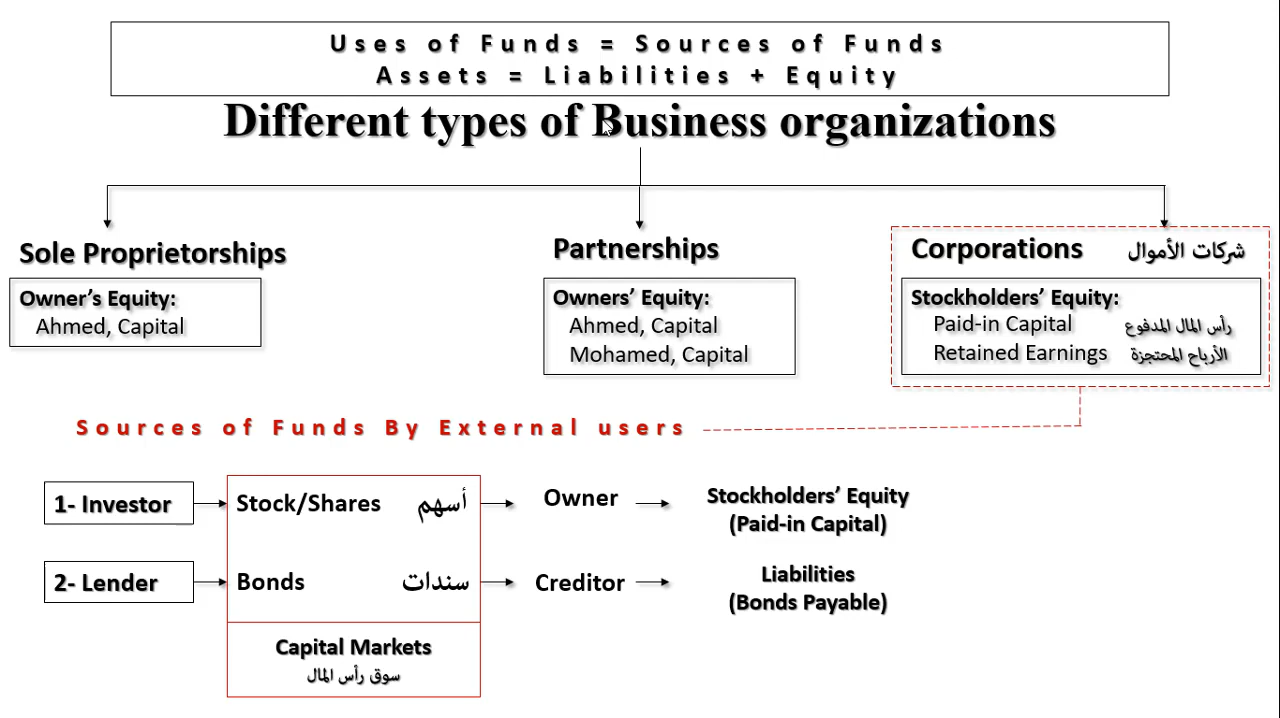 Uses of Funds = Sources of Funds
Assets = Liabilities + Equity
Different types of Business organizations
Sole Proprietorships
Owner's Equity:
Ahmed, Capital
Partnerships
Owners' Equity:
Ahmed, Capital
Mohamed, Capital
Corporations شركات الأموال
Stockholders' Equity:
Paid-in Capital رأس المال المدفوع
Retained Earnings الأرباح المحتجزة
Sources of Funds By External users
1- Investor
Stock/Shares أسهم
Owner
Stockholders' Equity
(Paid-in Capital)
2- Lender
Bonds سندات
Creditor
Liabilities
(Bonds Payable)
Capital Markets
سوق رأس المال